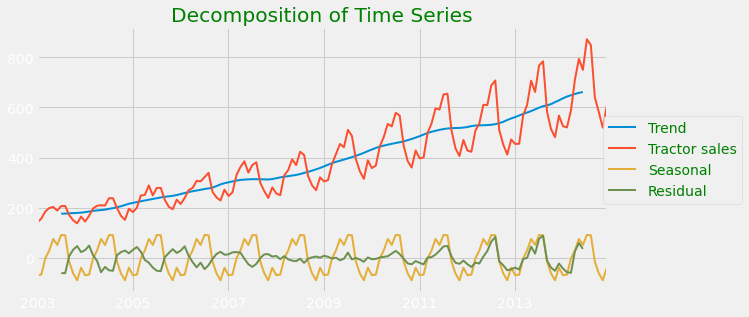 Decomposition of Time Series
800
600
400
200
0
2003
2005
2007
2009
2011
2013
Trend
Tractor sales
Seasonal
Residual